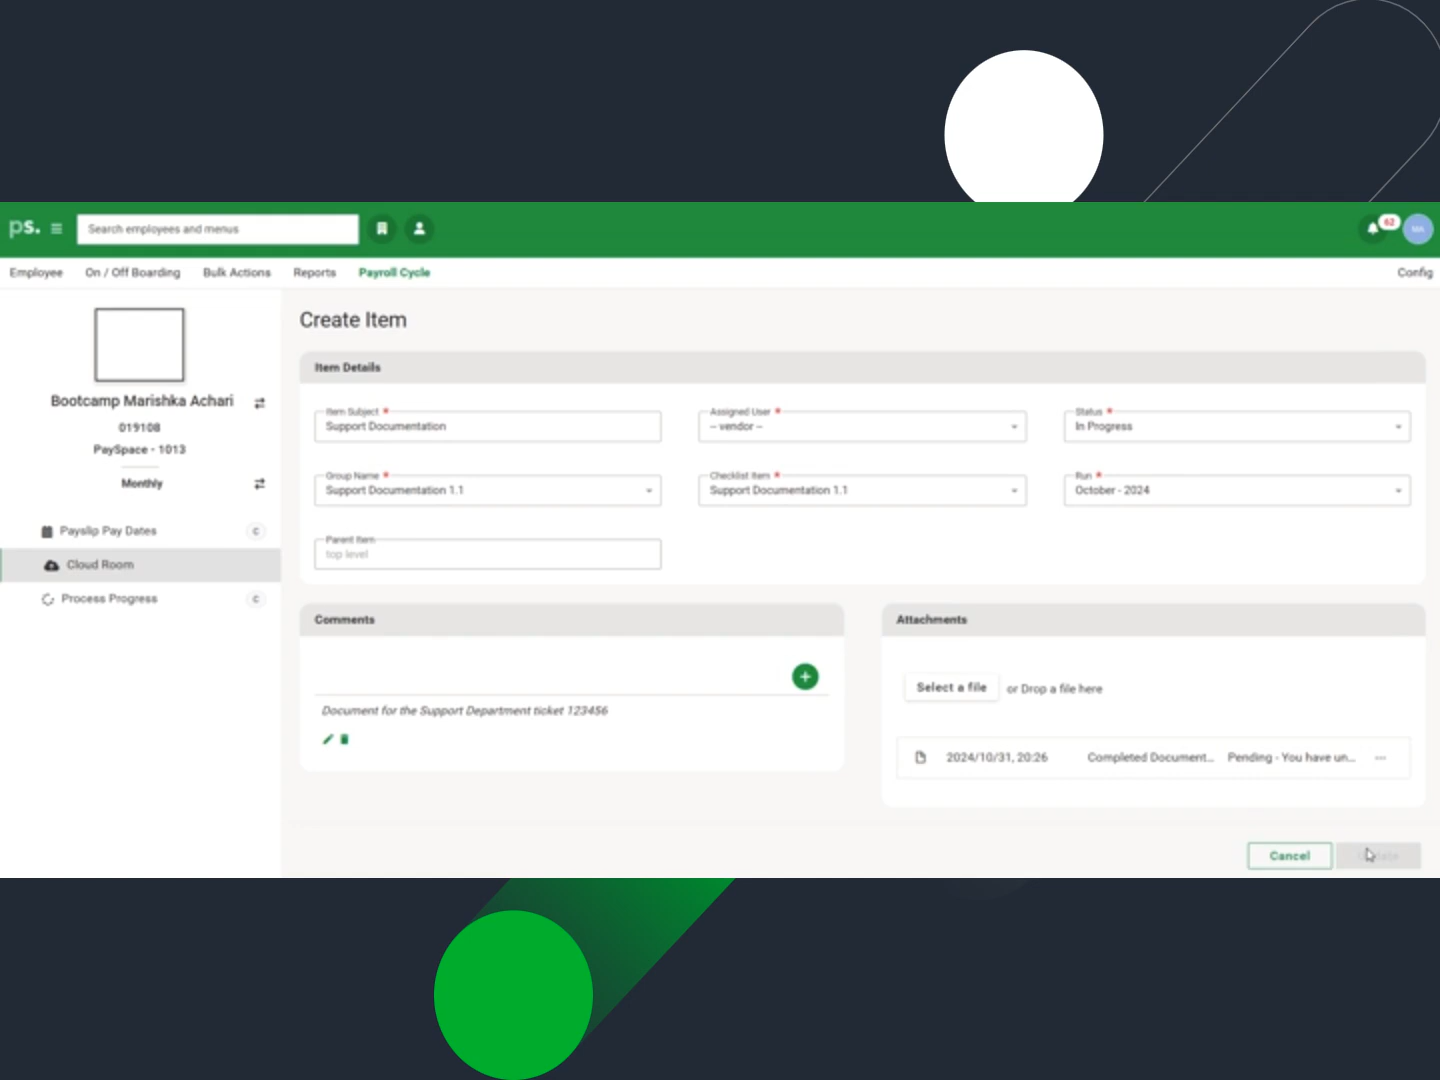 ps.
Search employees and menus
62
MA
Employee
On / Off Boarding
Bulk Actions
Reports
Payroll Cycle
Config
Bootcamp Marishka Achari
019108
PaySpace - 1013
Monthly
Payslip Pay Dates
C
Cloud Room
Process Progress
C
Create Item
Item Details
Item Subject *
Support Documentation
Assigned User *
-- vendor --
Status *
In Progress
Group Name *
Support Documentation 1.1
Checklist Item *
Support Documentation 1.1
Run *
October - 2024
Parent Item
top level
Comments
Document for the Support Department ticket 123456
Attachments
Select a file
or Drop a file here
2024/10/31, 20:26
Completed Document...
Pending - You have un...
Cancel